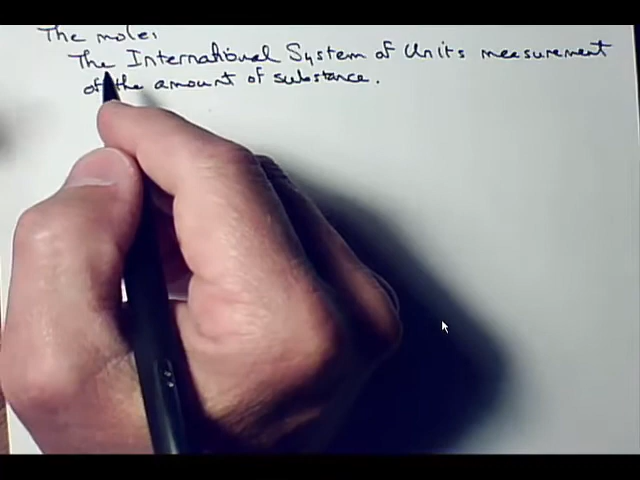 The mole:
The International System of Units measurement
of the amount of substance.